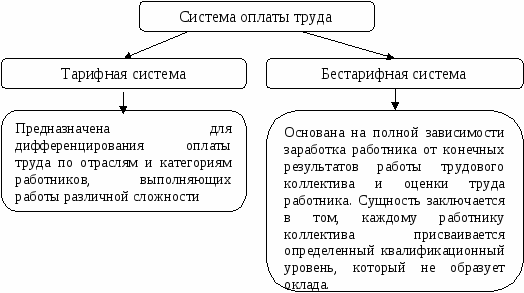 Система оплаты труда
Тарифная система
Бестарифная система
Предназначена для
дифференцирования оплаты
труда по отраслям и категориям
работников, выполняющих
работы различной сложности
Основана на полной зависимости
заработка работника от конечных
результатов работы трудового
коллектива и оценки труда
работника. Сущность заключается
в том, каждому работнику
коллектива присваивается
определенный квалификационный
уровень, который не образует
оклада.